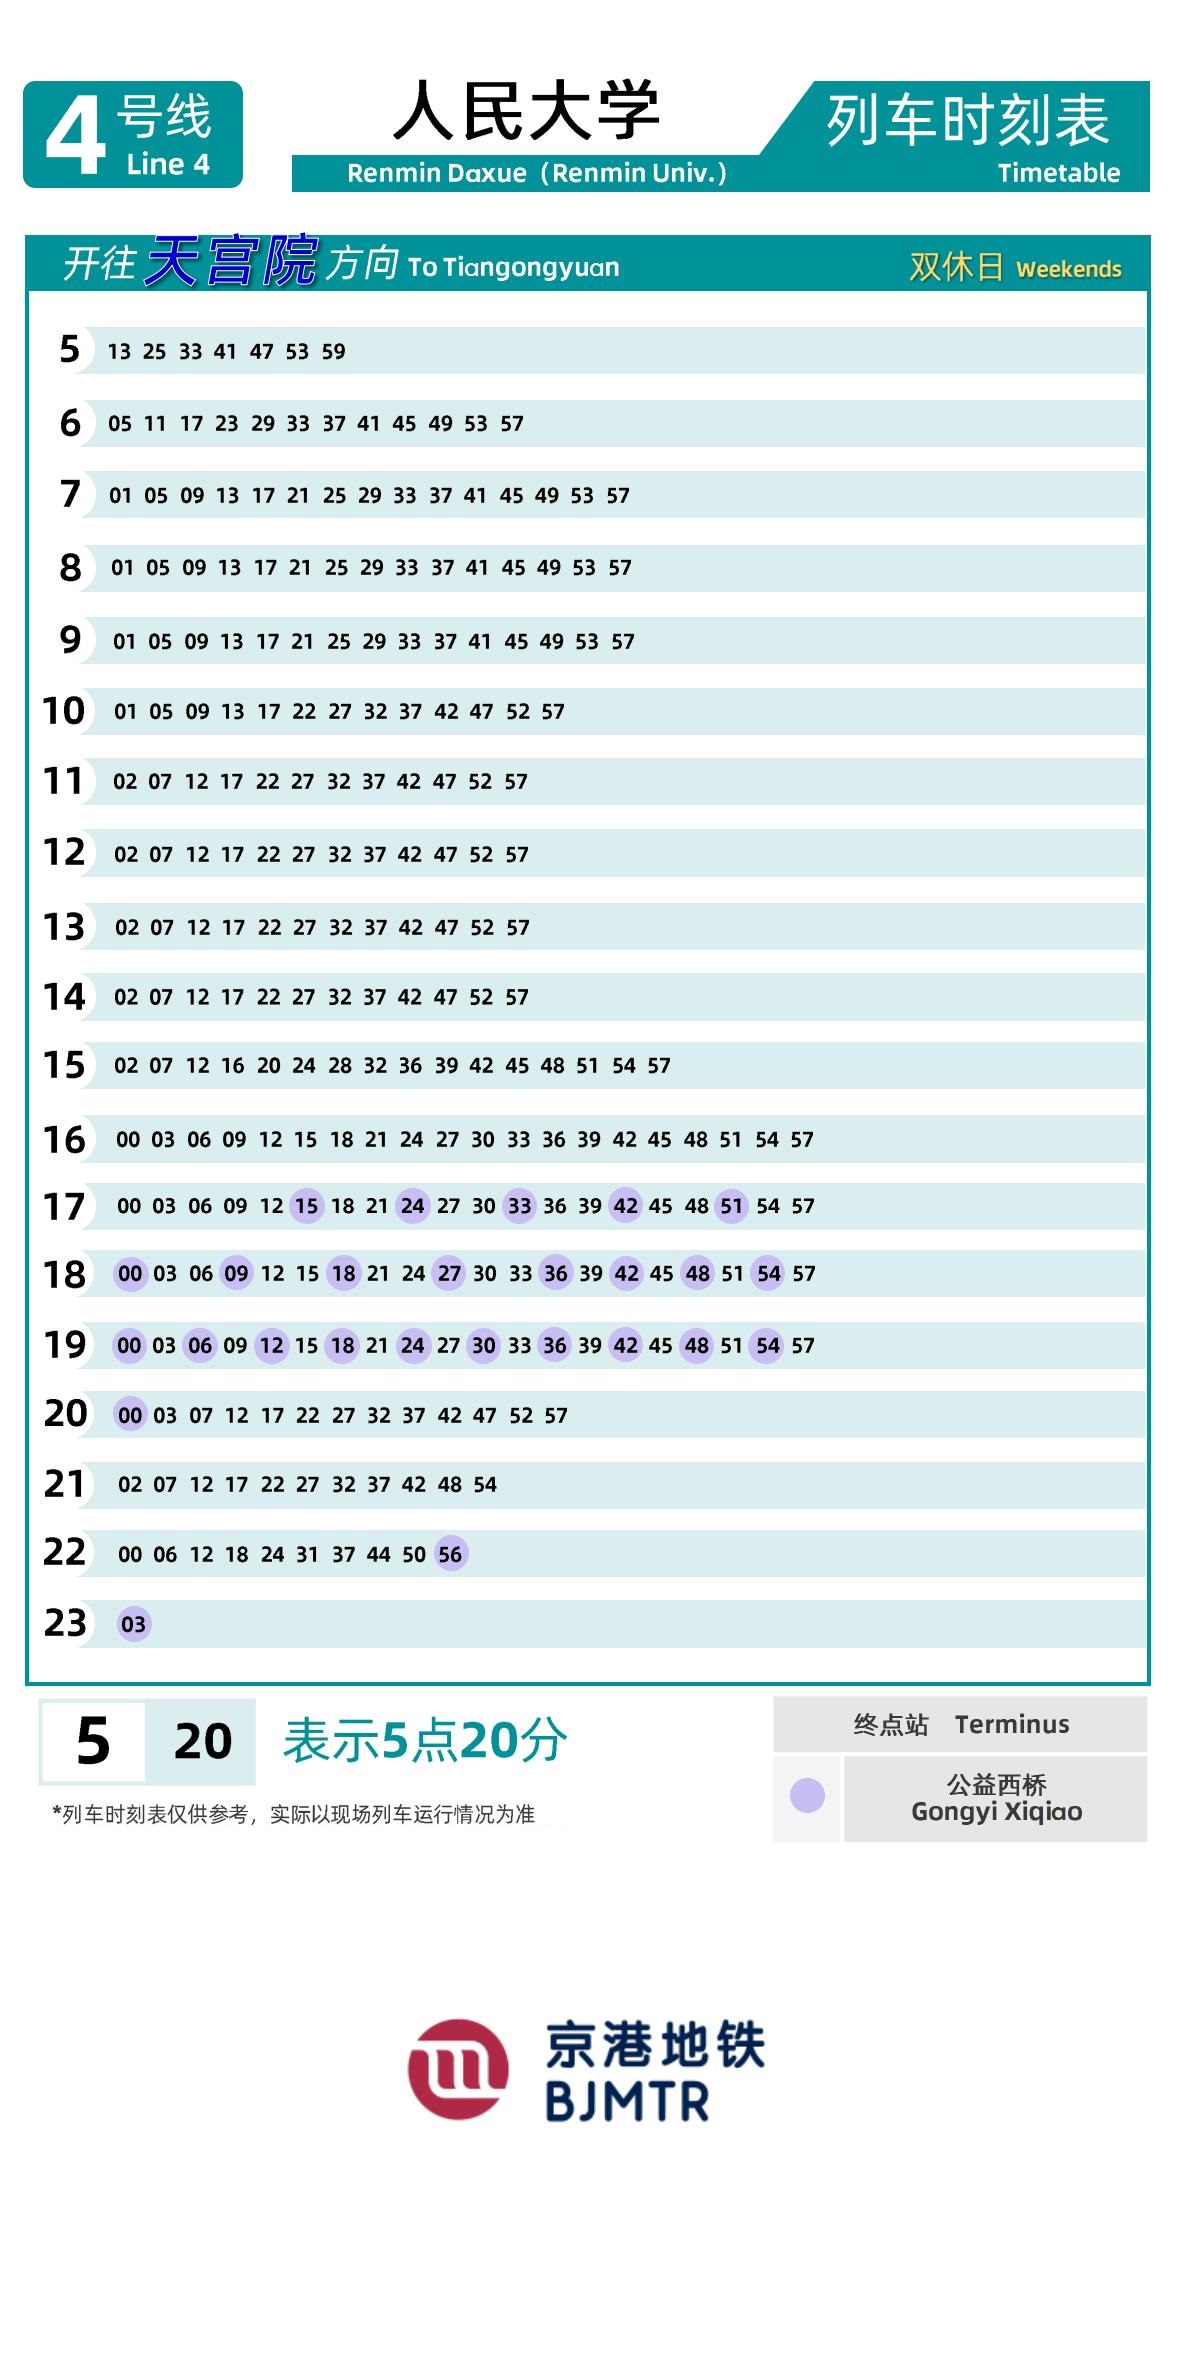 4 号线
Line 4
人民大学
Renmin Daxue (Renmin Univ.)
列车时刻表
Timetable
开往 天宫院 方向 To Tiangongyuan 双休日 Weekends
5 13 25 33 41 47 53 59
6 05 11 17 23 29 33 37 41 45 49 53 57
7 01 05 09 13 17 21 25 29 33 37 41 45 49 53 57
8 01 05 09 13 17 21 25 29 33 37 41 45 49 53 57
9 01 05 09 13 17 21 25 29 33 37 41 45 49 53 57
10 01 05 09 13 17 22 27 32 37 42 47 52 57
11 02 07 12 17 22 27 32 37 42 47 52 57
12 02 07 12 17 22 27 32 37 42 47 52 57
13 02 07 12 17 22 27 32 37 42 47 52 57
14 02 07 12 17 22 27 32 37 42 47 52 57
15 02 07 12 16 20 24 28 32 36 39 42 45 48 51 54 57
16 00 03 06 09 12 15 18 21 24 27 30 33 36 39 42 45 48 51 54 57
17 00 03 06 09 12 15 18 21 24 27 30 33 36 39 42 45 48 51 54 57
18 00 03 06 09 12 15 18 21 24 27 30 33 36 39 42 45 48 51 54 57
19 00 03 06 09 12 15 18 21 24 27 30 33 36 39 42 45 48 51 54 57
20 00 03 07 12 17 22 27 32 37 42 47 52 57
21 02 07 12 17 22 27 32 37 42 48 54
22 00 06 12 18 24 31 37 44 50 56
23 03
5 20 表示5点20分
*列车时刻表仅供参考，实际以现场列车运行情况为准
终点站 Terminus
公益西桥
Gongyi Xiqiao
京港地铁
BJMTR